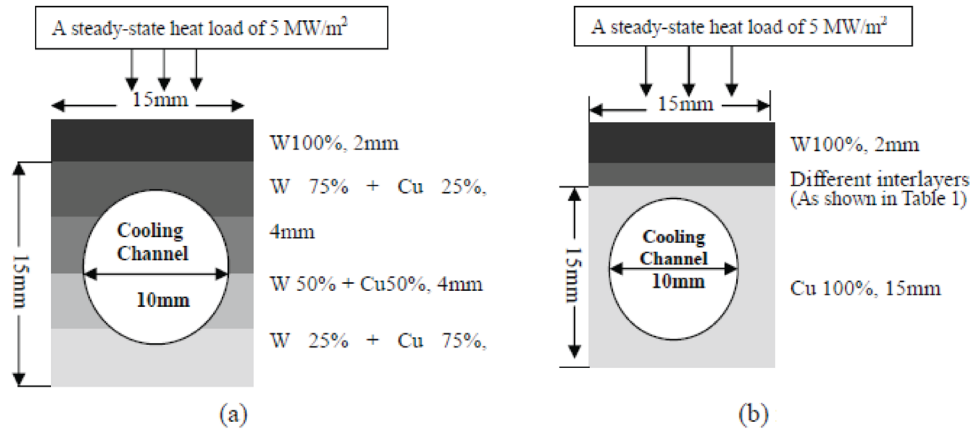 A steady-state heat load of 5 MW/m²
15mm
W100%, 2mm
W 75% + Cu 25%,
4mm
W 50% + Cu50%, 4mm
W 25% + Cu 75%,
15mm
Cooling
Channel
10mm
(a)
A steady-state heat load of 5 MW/m²
15mm
W100%, 2mm
Different interlayers
(As shown in Table 1)
Cu 100%, 15mm
15mm
Cooling
Channel
10mm
(b)